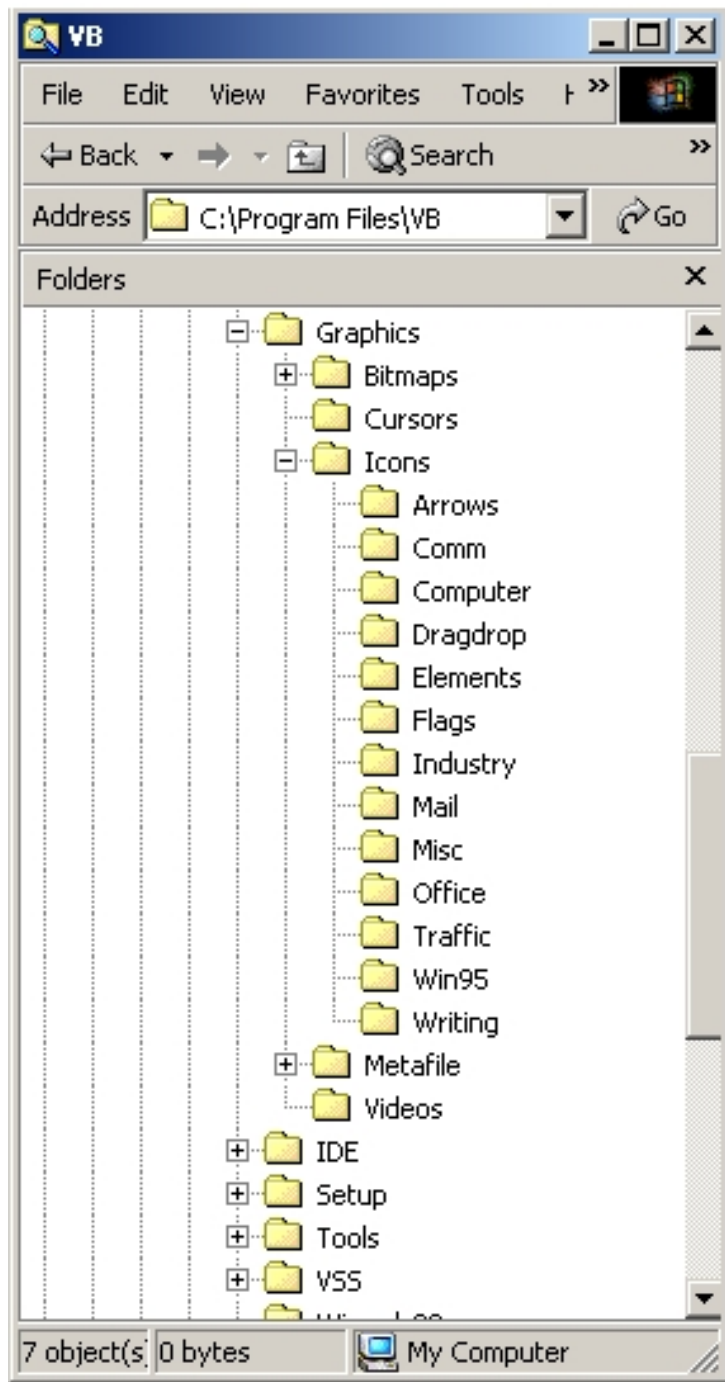 VB
File Edit View Favorites Tools
Back Search
Address C:\Program Files\VB Go
Folders
Graphics
Bitmaps
Cursors
Icons
Arrows
Comm
Computer
Dragdrop
Elements
Flags
Industry
Mail
Misc
Office
Traffic
Win95
Writing
Metafile
Videos
IDE
Setup
Tools
VSS
7 object(s 0 bytes My Computer